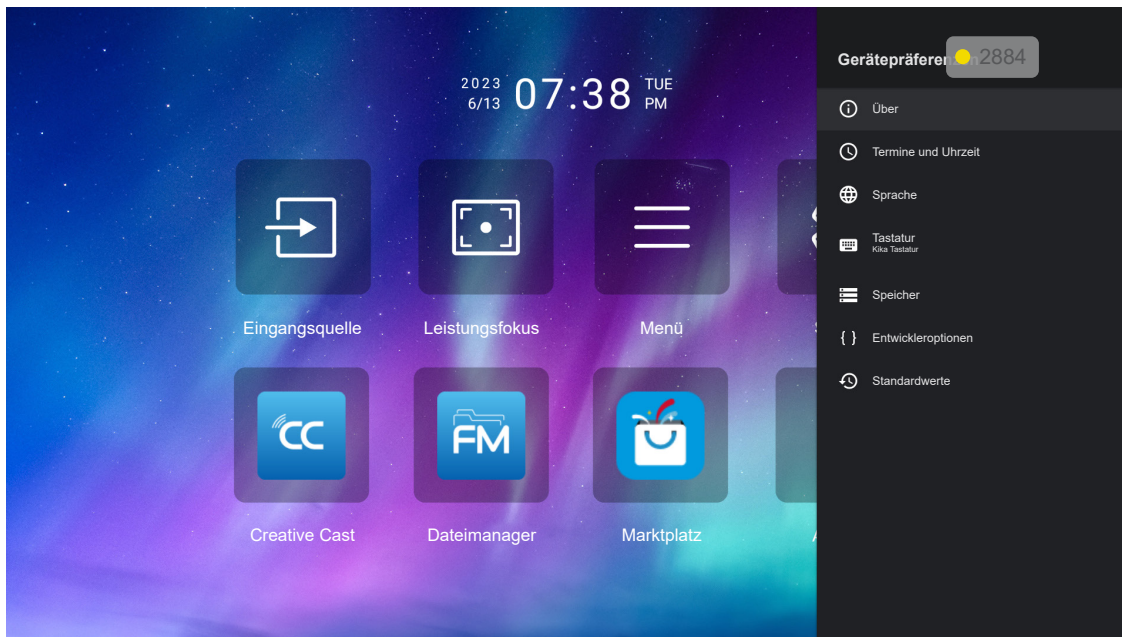 2023
6/13
07:38
TUE
PM
Eingangsquelle
Leistungsfokus
Menü
CC
FM
Creative Cast
Dateimanager
Marktplatz
2884
Über
Termine und Uhrzeit
Sprache
Tastatur
Kika Tastatur
Speicher
{ } Entwickleroptionen
Standardwerte